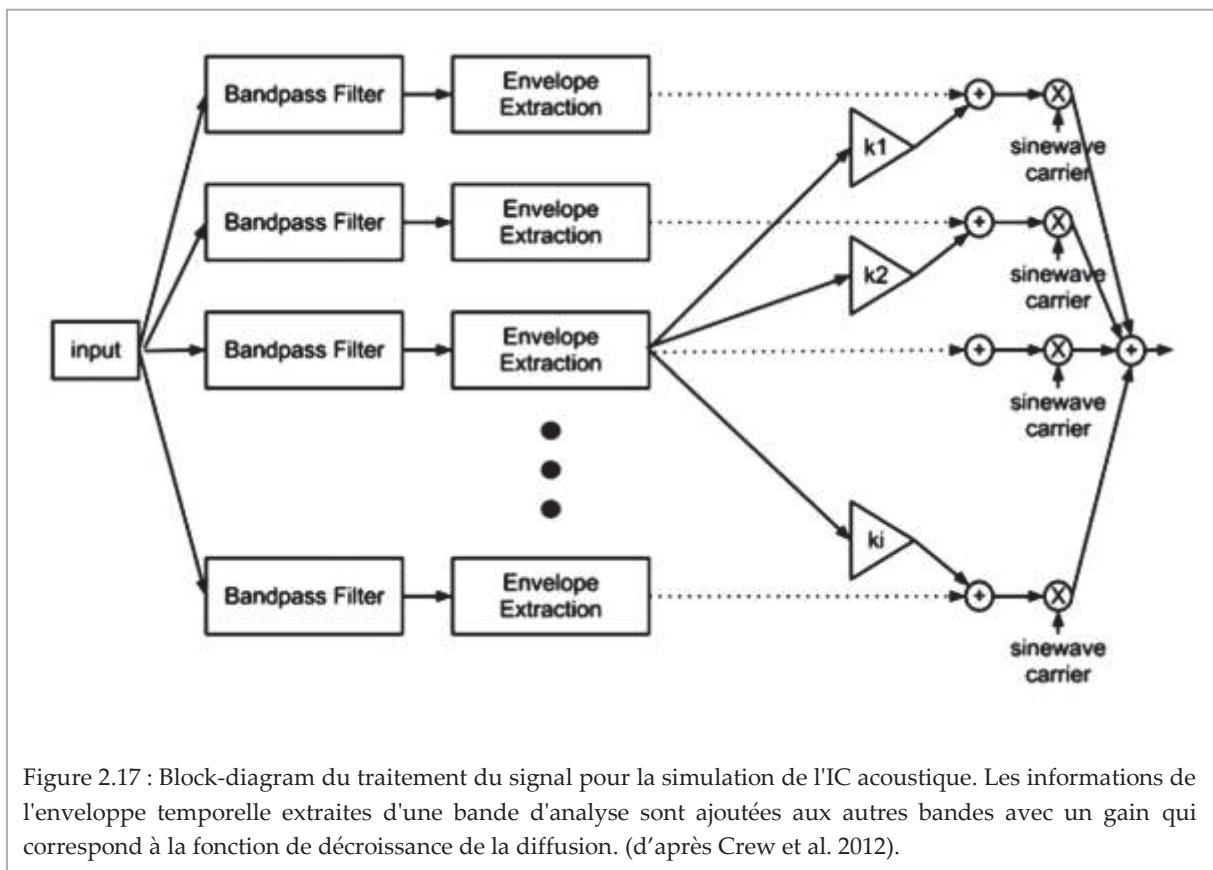 Bandpass Filter
Envelope
Extraction
+
X
k1
sinewave
carrier
Bandpass Filter
Envelope
Extraction
+
X
k2
sinewave
carrier
input
Bandpass Filter
Envelope
Extraction
+
X
+
sinewave
carrier
ki
Bandpass Filter
Envelope
Extraction
+
X
sinewave
carrier
Figure 2.17 : Block-diagram du traitement du signal pour la simulation de l'IC acoustique. Les informations de
l'enveloppe temporelle extraites d'une bande d'analyse sont ajoutées aux autres bandes avec un gain qui
correspond à la fonction de décroissance de la diffusion. (d’après Crew et al. 2012).